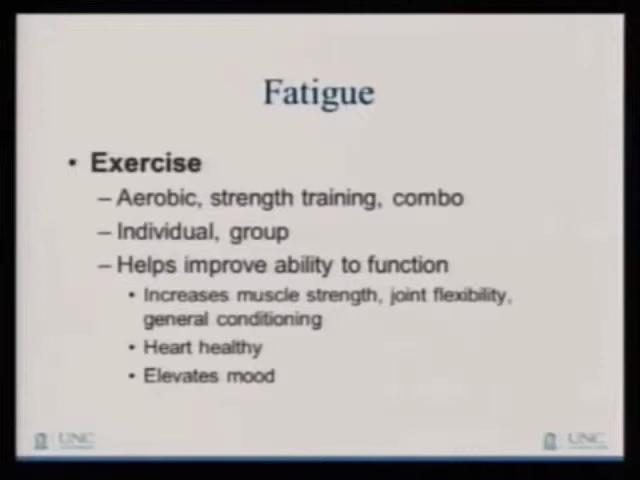 Fatigue
• Exercise
– Aerobic, strength training, combo
– Individual, group
– Helps improve ability to function
• Increases muscle strength, joint flexibility,
general conditioning
• Heart healthy
• Elevates mood
UNC
UNC